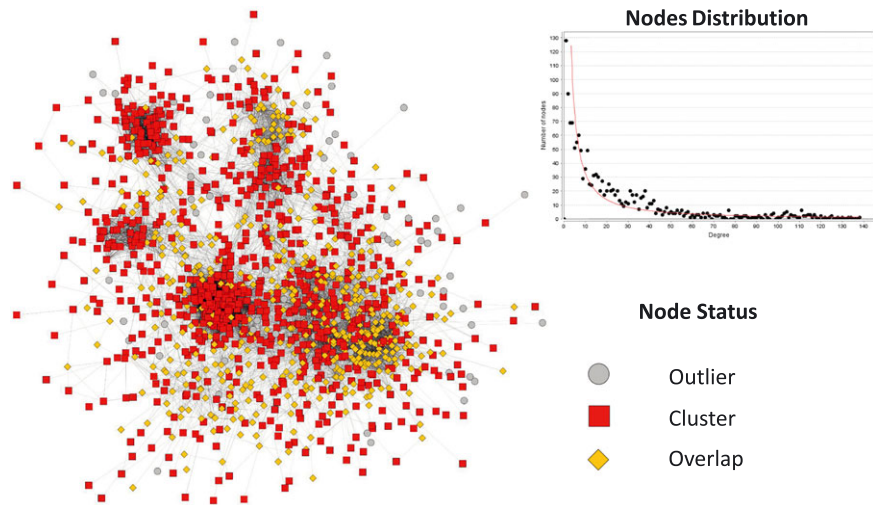 Nodes Distribution
130
120
110
100
90
80
70
60
50
40
30
20
10
0
Number of nodes
0 10 20 30 40 50 60 70 80 90 100 110 120 130 140
Degree
Node Status
Outlier
Cluster
Overlap